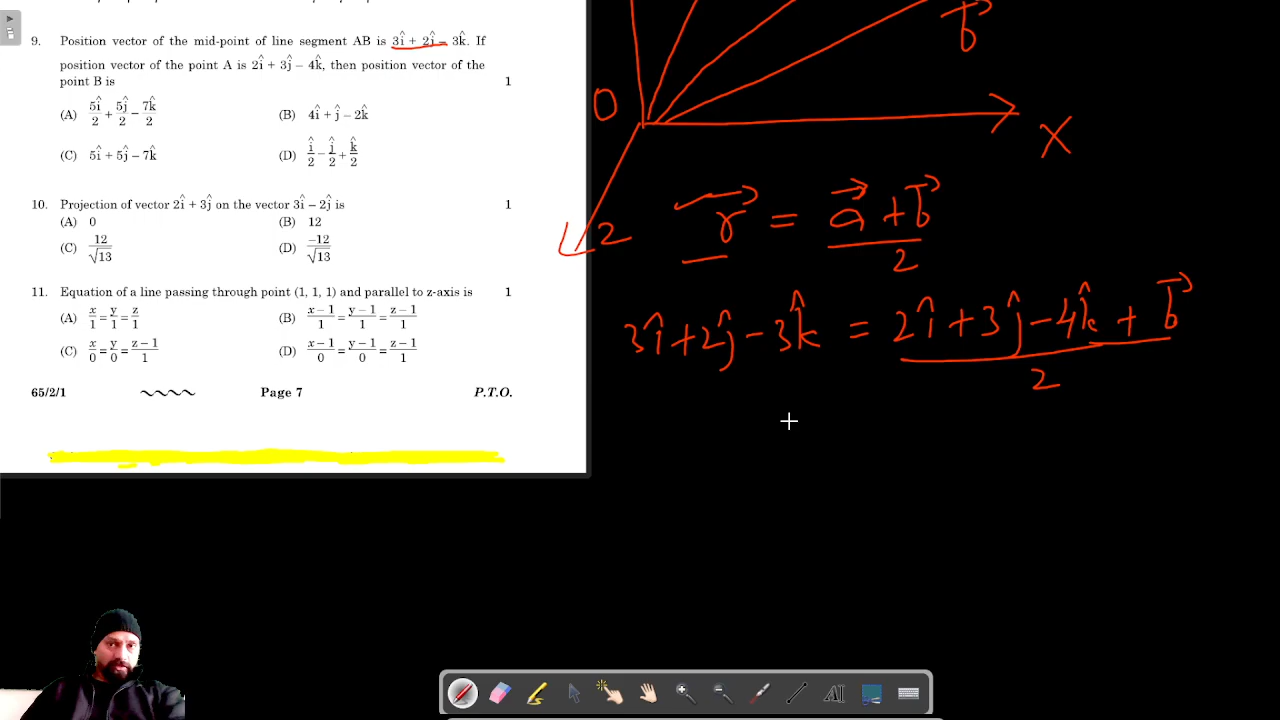 9. Position vector of the mid-point of line segment AB is 3î + 2ĵ – 3k̂. If
position vector of the point A is 2î + 3ĵ – 4k̂, then position vector of the
point B is 1
(A) 5î/2 + 5ĵ/2 – 7k̂/2 (B) 4î + ĵ – 2k̂
(C) 5î + 5ĵ – 7k̂ (D) î/2 – ĵ/2 + k̂/2
10. Projection of vector 2î + 3ĵ on the vector 3î – 2ĵ is 1
(A) 0 (B) 12
(C) 12/√13 (D) –12/√13
11. Equation of a line passing through point (1, 1, 1) and parallel to z-axis is 1
(A) x/1 = y/1 = z/1 (B) x–1/1 = y–1/1 = z–1/1
(C) x/0 = y/0 = z–1/1 (D) x–1/0 = y–1/0 = z–1/1
65/2/1 Page 7 P.T.O.
b⃗
O
X
Z
r⃗ = a⃗ + b⃗ / 2
3î + 2ĵ – 3k̂ = 2î + 3ĵ – 4k̂ + b⃗ / 2
AI